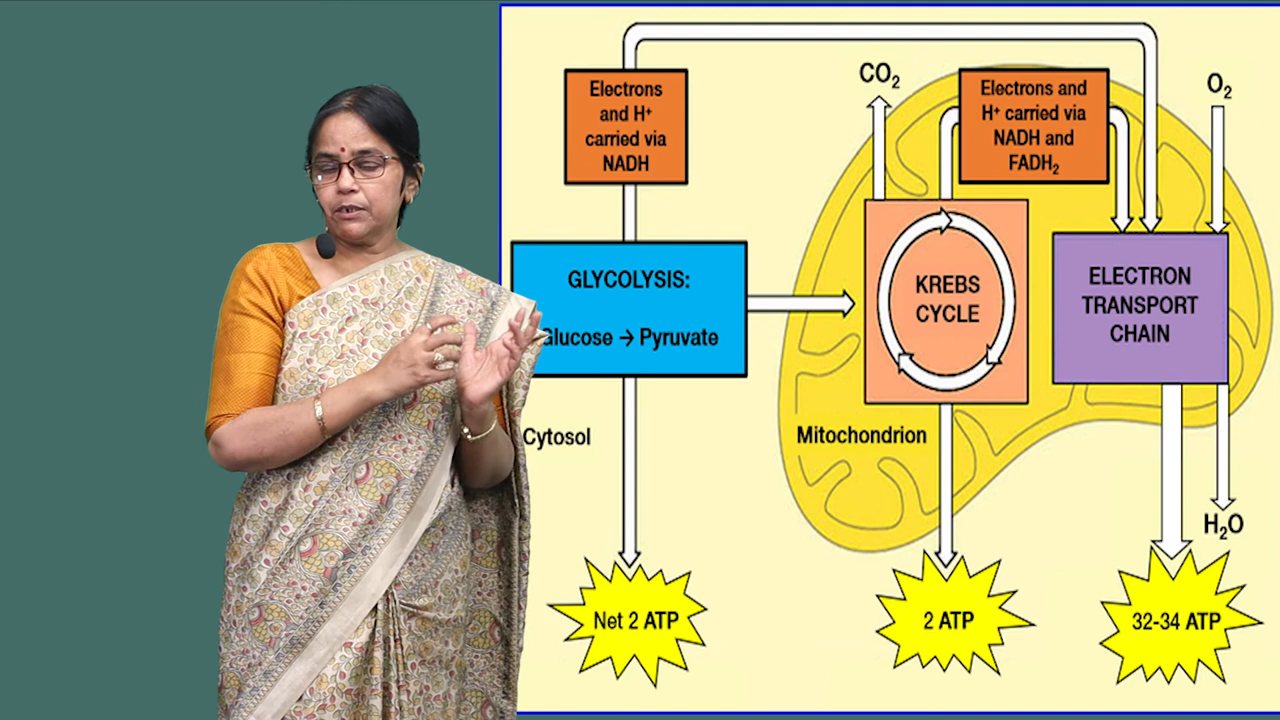 Electrons
and H⁺
carried via
NADH
CO₂
Electrons and
H⁺ carried via
NADH and
FADH₂
O₂
GLYCOLYSIS:
→ Pyruvate
KREBS
CYCLE
ELECTRON
TRANSPORT
CHAIN
Cytosol
Mitochondrion
H₂O
Net 2 ATP
2 ATP
32-34 ATP